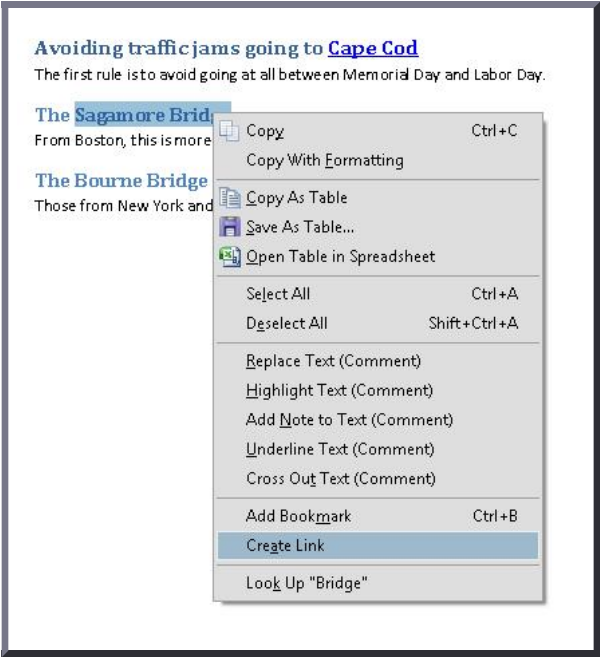 Avoiding traffic jams going to Cape Cod
The first rule is to avoid going at all between Memorial Day and Labor Day.
The Sagamore Bridg
From Boston, this is more
The Bourne Bridge
Those from New York and
Copy Ctrl+C
Copy With Formatting
Copy As Table
Save As Table...
Open Table in Spreadsheet
Select All Ctrl+A
Deselect All Shift+Ctrl+A
Replace Text (Comment)
Highlight Text (Comment)
Add Note to Text (Comment)
Underline Text (Comment)
Cross Out Text (Comment)
Add Bookmark Ctrl+B
Create Link
Look Up "Bridge"